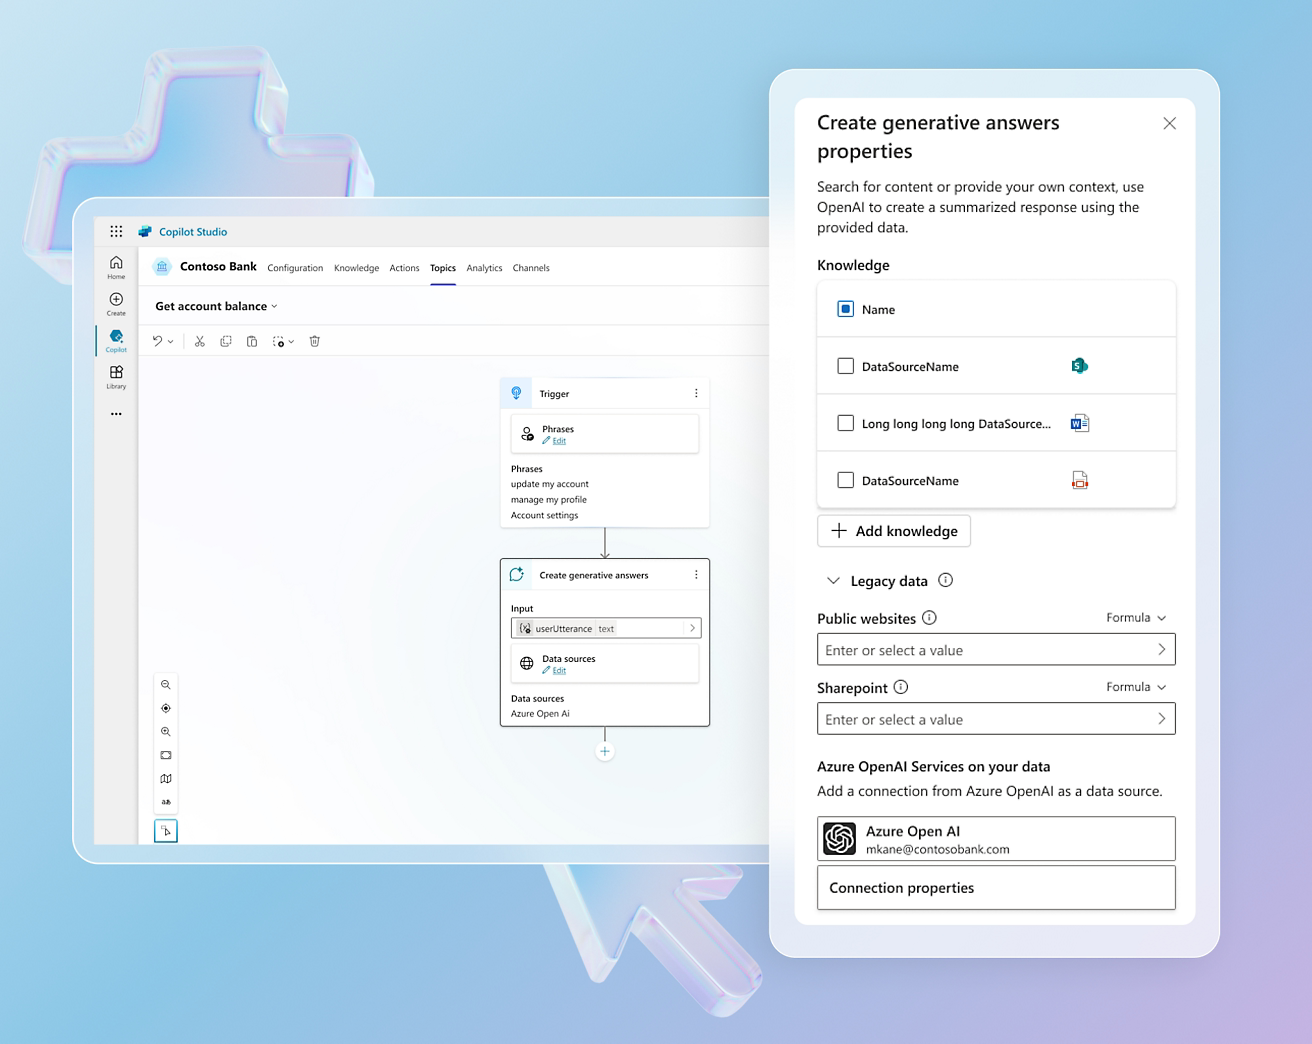 Copilot Studio
Home
Create
Copilot
Library
Contoso Bank
Configuration
Knowledge
Actions
Topics
Analytics
Channels
Get account balance
Trigger
Phrases
Edit
Phrases
update my account
manage my profile
Account settings
Create generative answers
Input
{x} userUtterance text
Data sources
Edit
Data sources
Azure Open Ai
Create generative answers
properties
Search for content or provide your own context, use
OpenAI to create a summarized response using the
provided data.
Knowledge
Name
DataSourceName
S
Long long long long DataSource...
W
DataSourceName
Add knowledge
Legacy data
Public websites
Formula
Enter or select a value
Sharepoint
Formula
Enter or select a value
Azure OpenAI Services on your data
Add a connection from Azure OpenAI as a data source.
Azure Open AI
mkane@contosobank.com
Connection properties